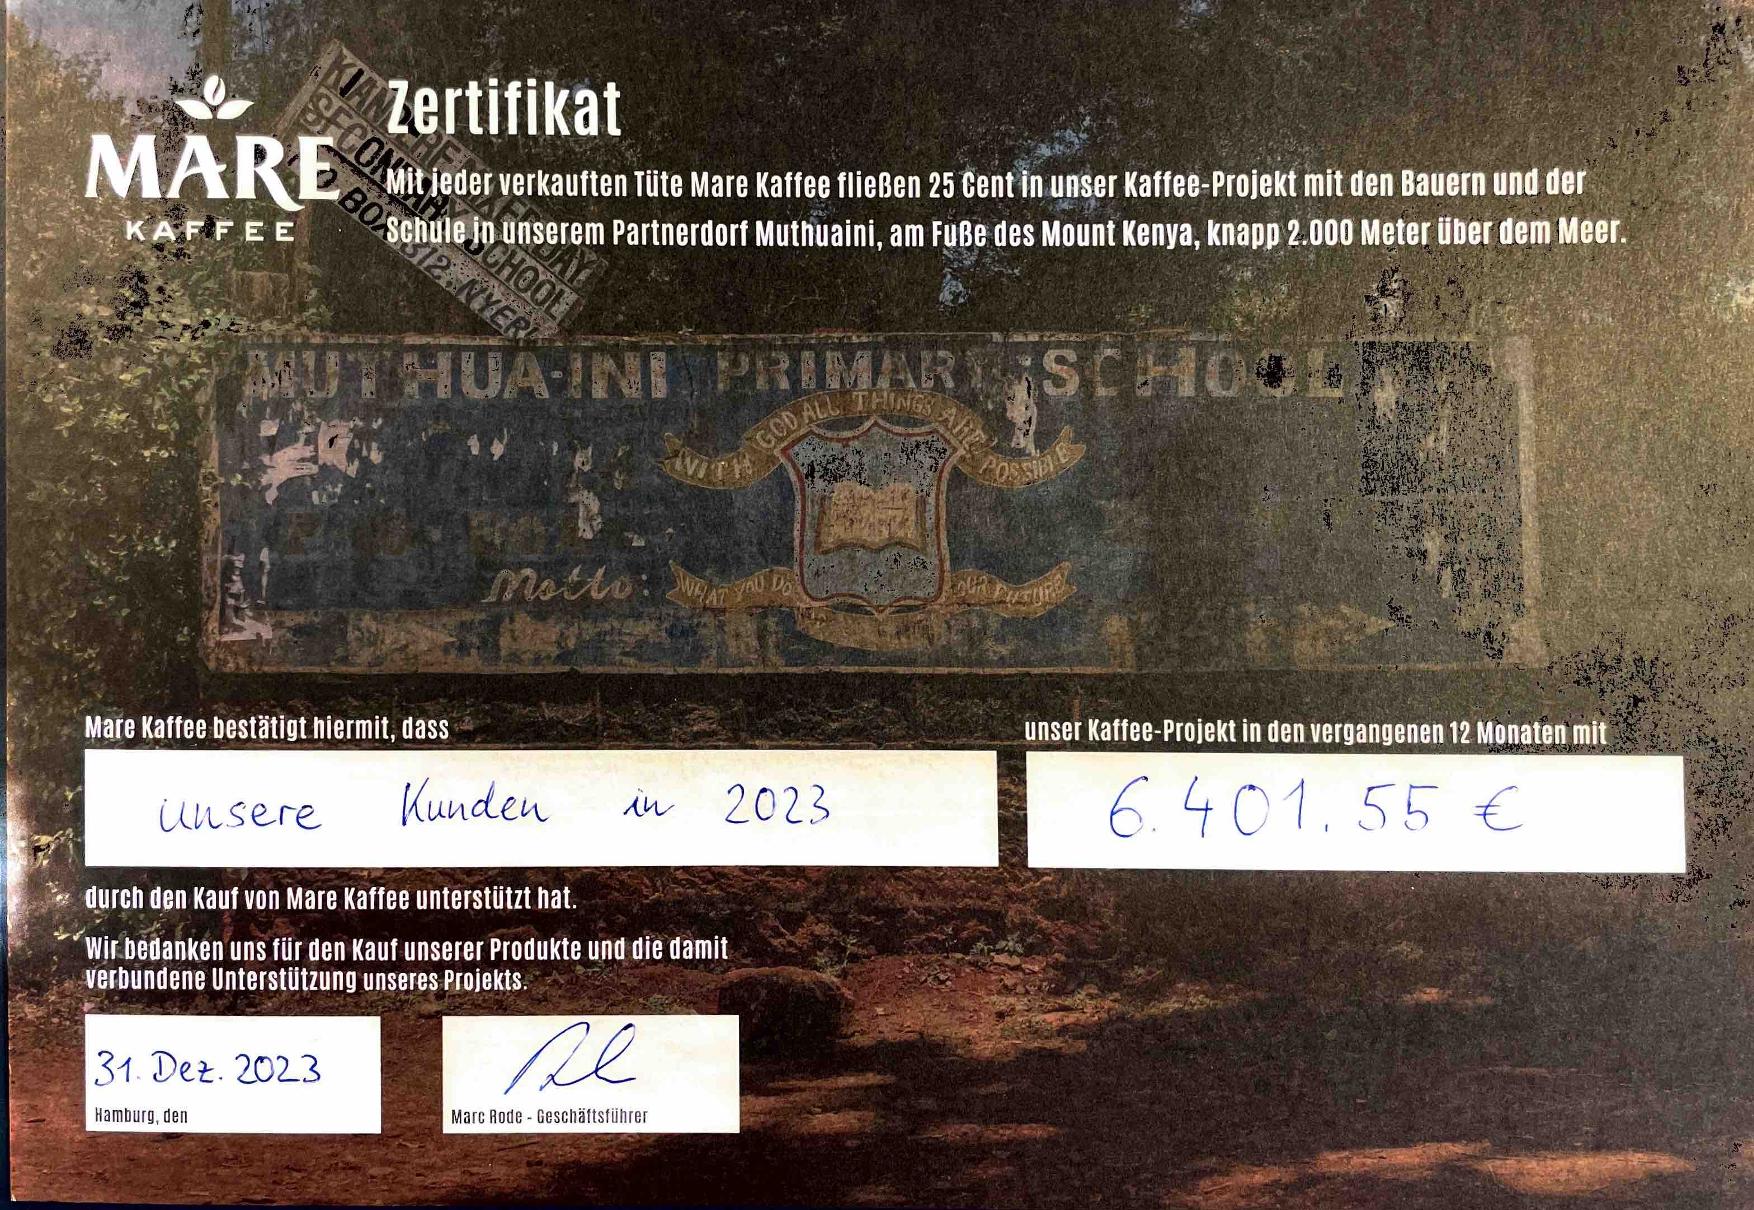 MARE
KAFFEE
Zertifikat
Mit jeder verkauften Tüte Mare Kaffee fließen 25 Cent in unser Kaffee-Projekt mit den Bauern und der
Schule in unserem Partnerdorf Muthuaini, am Fuße des Mount Kenya, knapp 2.000 Meter über dem Meer.
SCHOOL
NYERI
MUTHUA-INI PRIMARY SCHOOL
WITH GOD ALL THINGS ARE POSSIBLE
Motto:
WHAT YOU DO
OUR FUTURE
Mare Kaffee bestätigt hiermit, dass
unsere Kunden in 2023
unser Kaffee-Projekt in den vergangenen 12 Monaten mit
6.401.55 €
durch den Kauf von Mare Kaffee unterstützt hat.
Wir bedanken uns für den Kauf unserer Produkte und die damit
verbundene Unterstützung unseres Projekts.
31. Dez. 2023
Hamburg, den
Marc Rode - Geschäftsführer